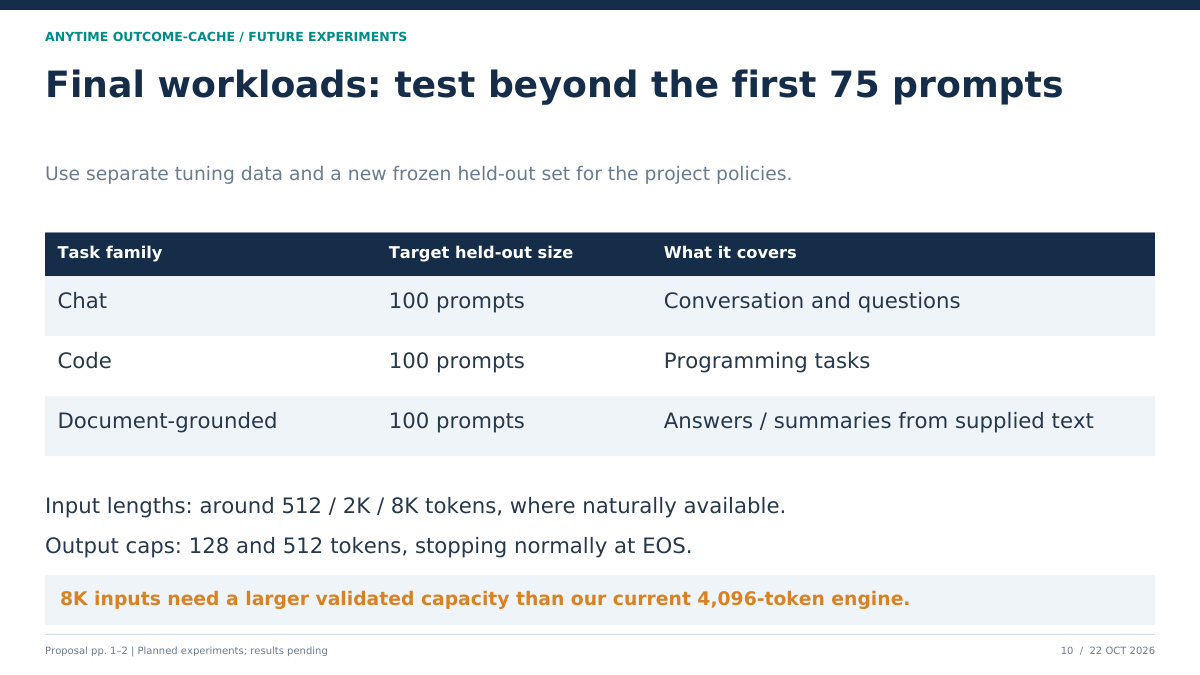 ANYTIME OUTCOME-CACHE / FUTURE EXPERIMENTS
Final workloads: test beyond the first 75 prompts
Use separate tuning data and a new frozen held-out set for the project policies.
Task family Target held-out size What it covers
Chat 100 prompts Conversation and questions
Code 100 prompts Programming tasks
Document-grounded 100 prompts Answers / summaries from supplied text
Input lengths: around 512 / 2K / 8K tokens, where naturally available.
Output caps: 128 and 512 tokens, stopping normally at EOS.
8K inputs need a larger validated capacity than our current 4,096-token engine.
Proposal pp. 1–2 | Planned experiments; results pending 10 / 22 OCT 2026